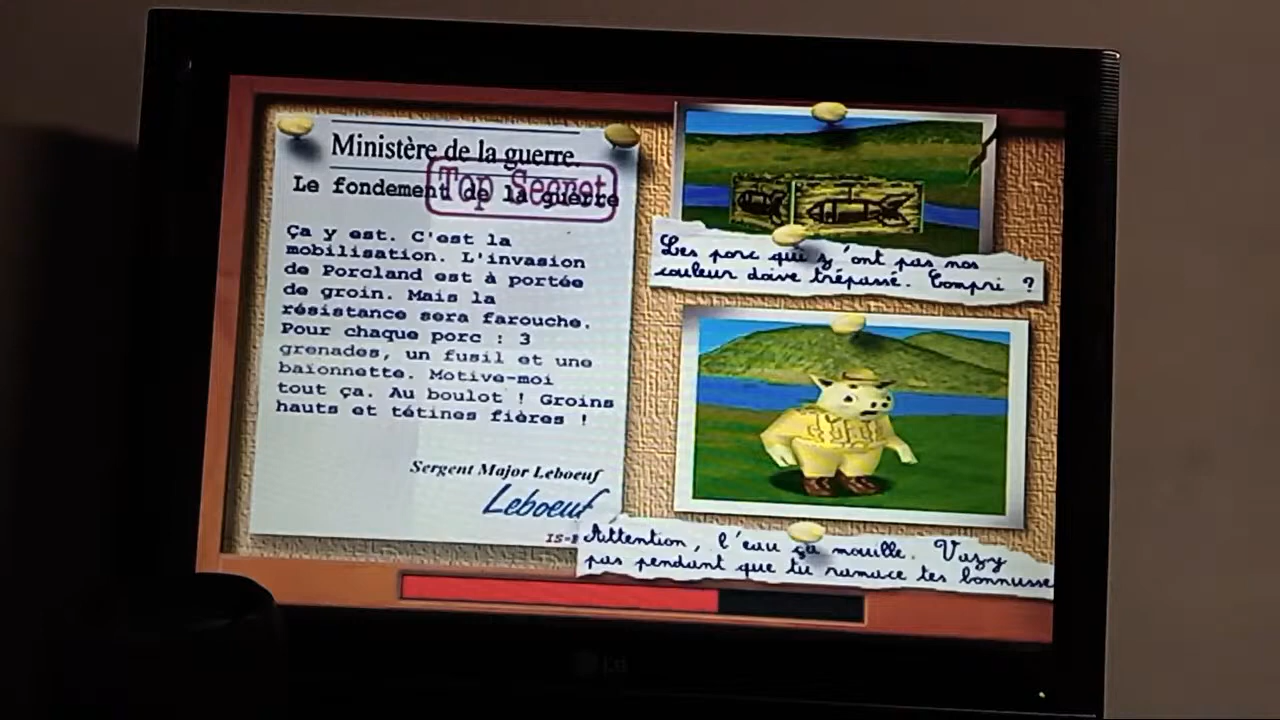 Ministère de la guerre.
Top Secret
Le fondement de la guerre
Ça y est. C'est la
mobilisation. L'invasion
de Porcland est à portée
de groin. Mais la
résistance sera farouche.
Pour chaque porc : 3
grenades, un fusil et une
baïonnette. Motive-moi
tout ça. Au boulot ! Groins
hauts et tétines fières !
Sergent Major Leboeuf
Leboeuf
Les porc qui z'ont pas nos
couleur doive trépassé. Compri ?
Attention, l'eau ça mouille. Vazy
pas pendant que tu ramace tes bonnusse